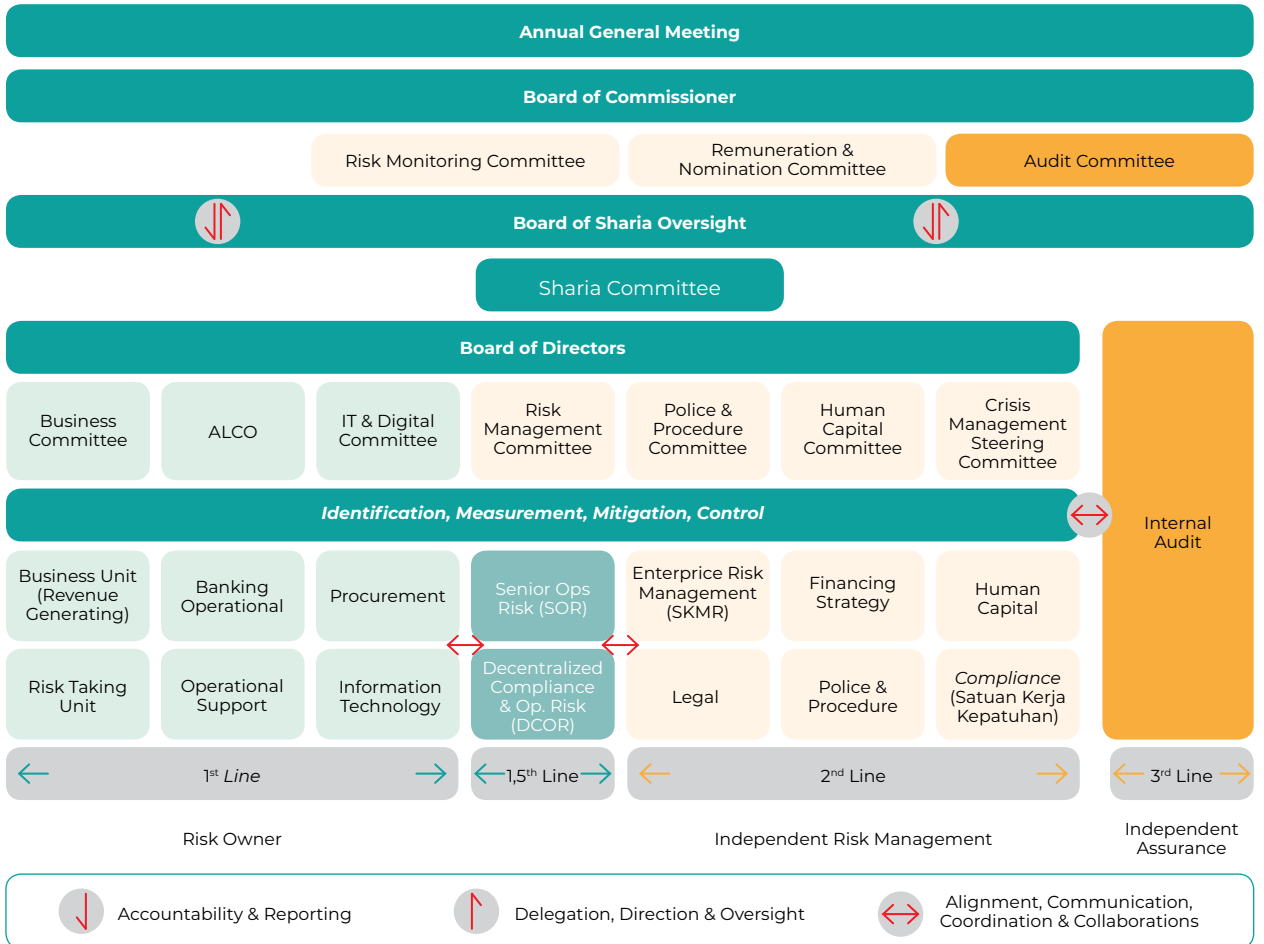 Annual General Meeting
Board of Commissioner
Risk Monitoring Committee
Remuneration &
Nomination Committee
Audit Committee
Board of Sharia Oversight
Sharia Committee
Board of Directors
Business
Committee
ALCO
IT & Digital
Committee
Risk
Management
Committee
Police &
Procedure
Committee
Human
Capital
Committee
Crisis
Management
Steering
Committee
Identification, Measurement, Mitigation, Control
Internal
Audit
Business Unit
(Revenue
Generating)
Banking
Operational
Procurement
Senior Ops
Risk (SOR)
Enterprice Risk
Management
(SKMR)
Financing
Strategy
Human
Capital
Risk Taking
Unit
Operational
Support
Information
Technology
Decentralized
Compliance
& Op. Risk
(DCOR)
Legal
Police &
Procedure
Compliance
(Satuan Kerja
Kepatuhan)
1st Line
1,5th Line
2nd Line
3rd Line
Risk Owner
Independent Risk Management
Independent
Assurance
Accountability & Reporting
Delegation, Direction & Oversight
Alignment, Communication,
Coordination & Collaborations